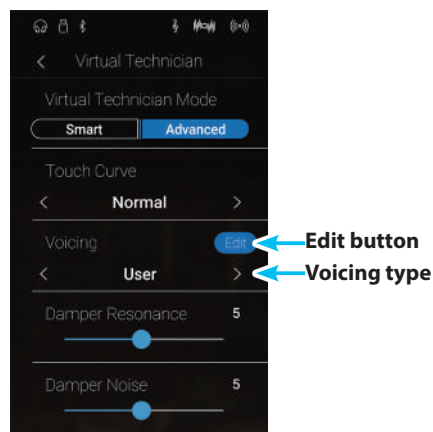 Virtual Technician
Virtual Technician Mode
Smart Advanced
Touch Curve
Normal
Voicing Edit
Edit button
User
Voicing type
Damper Resonance 5
Damper Noise 5